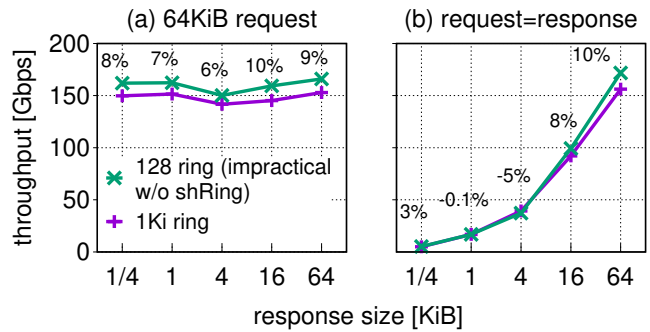 (a) 64KiB request
(b) request=response
throughput [Gbps]
200
150
100
50
0
8%
7%
6%
10%
9%
128 ring (impractical
w/o shRing)
1Ki ring
3%
-0.1%
-5%
8%
10%
1/4 1 4 16 64
1/4 1 4 16 64
response size [KiB]